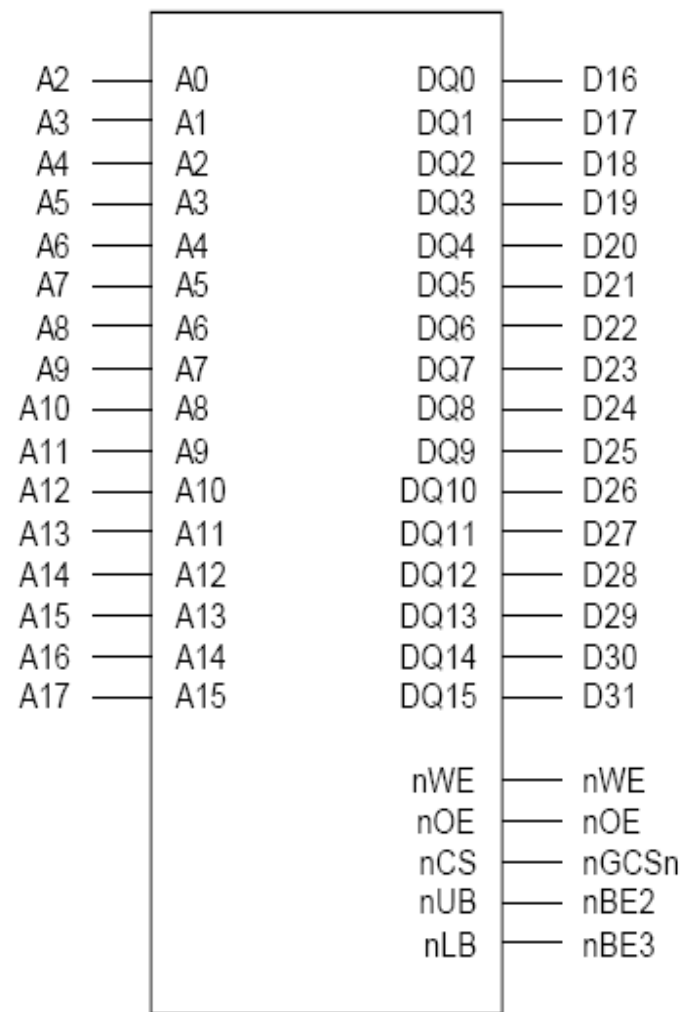 A2 A0 DQ0 D16
A3 A1 DQ1 D17
A4 A2 DQ2 D18
A5 A3 DQ3 D19
A6 A4 DQ4 D20
A7 A5 DQ5 D21
A8 A6 DQ6 D22
A9 A7 DQ7 D23
A10 A8 DQ8 D24
A11 A9 DQ9 D25
A12 A10 DQ10 D26
A13 A11 DQ11 D27
A14 A12 DQ12 D28
A15 A13 DQ13 D29
A16 A14 DQ14 D30
A17 A15 DQ15 D31
nWE nWE
nOE nOE
nCS nGCSn
nUB nBE2
nLB nBE3